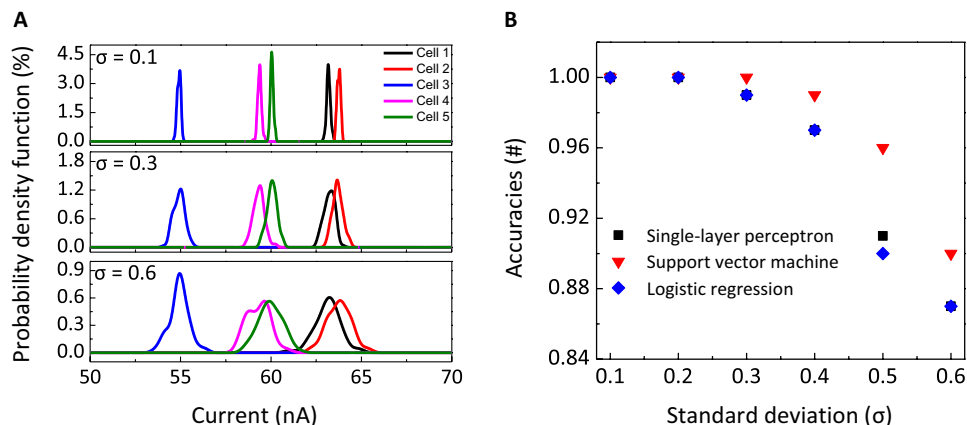 A
Probability density function (%)
σ = 0.1
4.5
3.0
1.5
0.0
Cell 1
Cell 2
Cell 3
Cell 4
Cell 5
σ = 0.3
1.8
1.2
0.6
0.0
σ = 0.6
0.9
0.6
0.3
0.0
50 55 60 65 70
Current (nA)
B
Accuracies (#)
1.00
0.96
0.92
0.88
0.84
Single-layer perceptron
Support vector machine
Logistic regression
0.1 0.2 0.3 0.4 0.5 0.6
Standard deviation (σ)